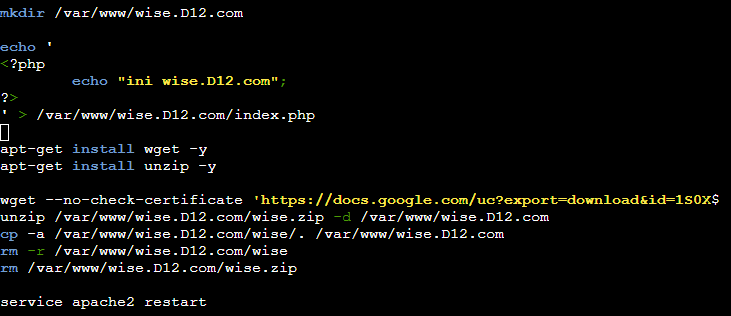 mkdir /var/www/wise.D12.com
echo '
<?php
echo "ini wise.D12.com";
?>
' > /var/www/wise.D12.com/index.php
apt-get install wget -y
apt-get install unzip -y
wget --no-check-certificate 'https://docs.google.com/uc?export=download&id=1S0X$
unzip /var/www/wise.D12.com/wise.zip -d /var/www/wise.D12.com
cp -a /var/www/wise.D12.com/wise/. /var/www/wise.D12.com
rm -r /var/www/wise.D12.com/wise
rm /var/www/wise.D12.com/wise.zip
service apache2 restart